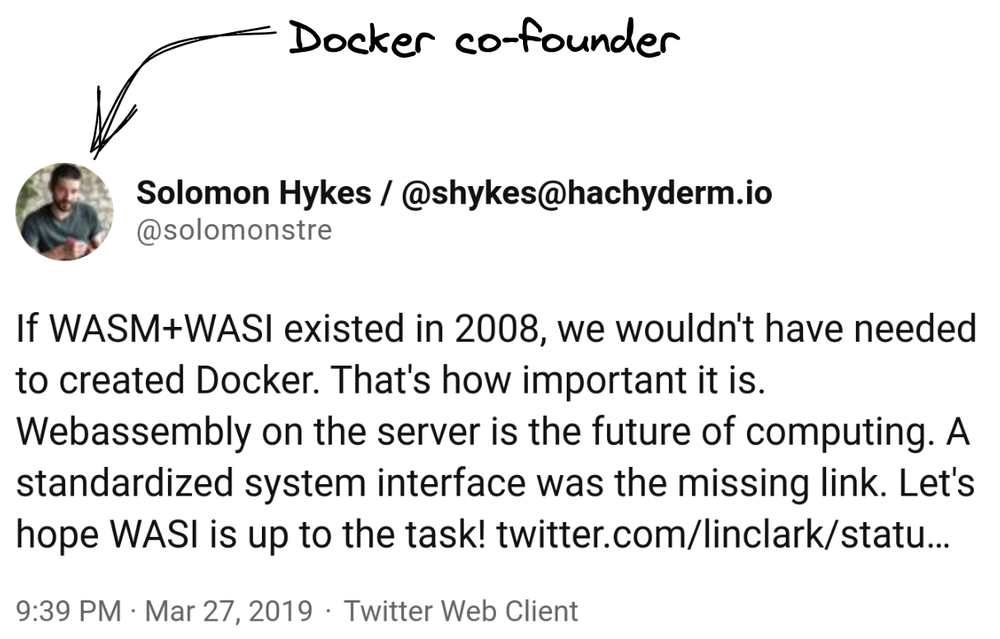 Docker co-founder
Solomon Hykes / @shykes@hachyderm.io
@solomonstre
If WASM+WASI existed in 2008, we wouldn't have needed
to created Docker. That's how important it is.
Webassembly on the server is the future of computing. A
standardized system interface was the missing link. Let's
hope WASI is up to the task! twitter.com/linclark/statu…
9:39 PM · Mar 27, 2019 · Twitter Web Client